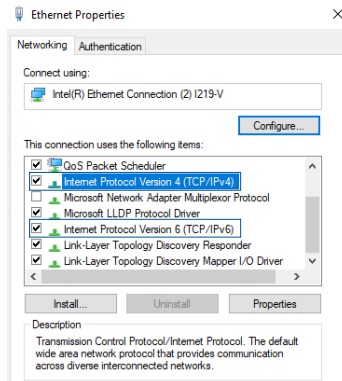 Ethernet Properties
Networking Authentication
Connect using:
Intel(R) Ethernet Connection (2) I219-V
Configure...
This connection uses the following items:
QoS Packet Scheduler
Internet Protocol Version 4 (TCP/IPv4)
Microsoft Network Adapter Multiplexor Protocol
Microsoft LLDP Protocol Driver
Internet Protocol Version 6 (TCP/IPv6)
Link-Layer Topology Discovery Responder
Link-Layer Topology Discovery Mapper I/O Driver
Install... Uninstall Properties
Description
Transmission Control Protocol/Internet Protocol. The default
wide area network protocol that provides communication
across diverse interconnected networks.